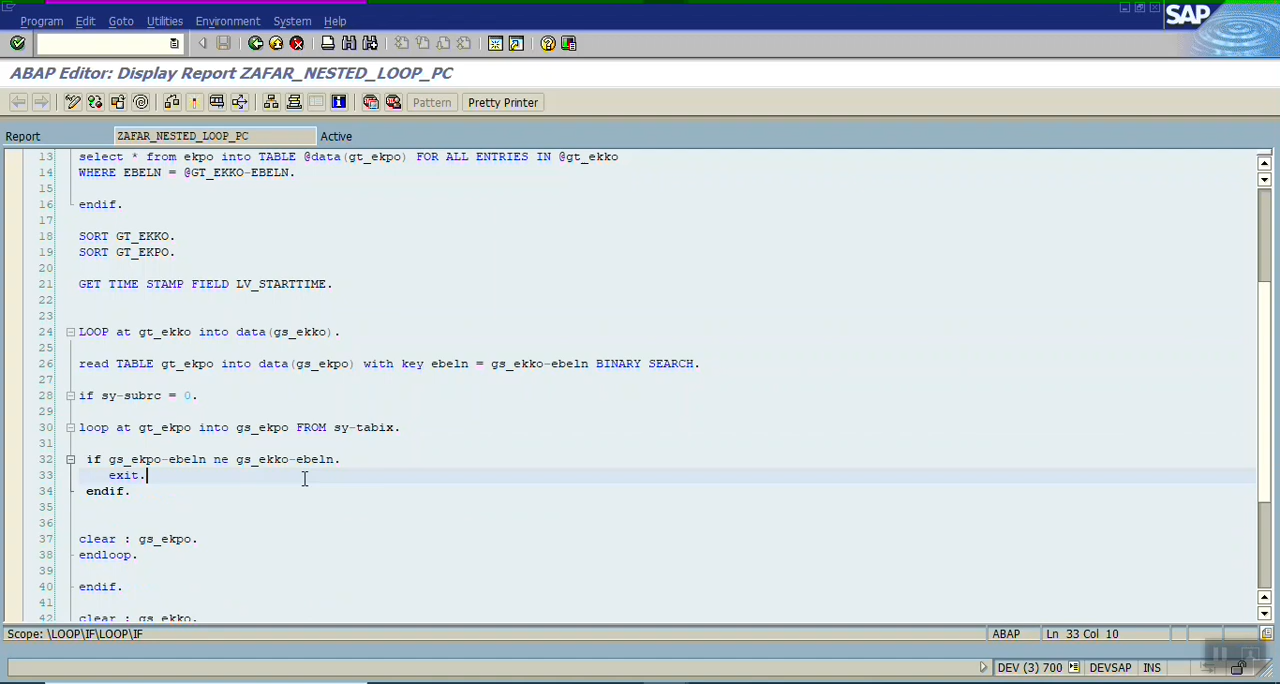 Program Edit Goto Utilities Environment System Help
SAP
ABAP Editor: Display Report ZAFAR_NESTED_LOOP_PC
Pattern Pretty Printer
Report ZAFAR_NESTED_LOOP_PC Active
13 select * from ekpo into TABLE @data(gt_ekpo) FOR ALL ENTRIES IN @gt_ekko
14 WHERE EBELN = @GT_EKKO-EBELN.
15
16 endif.
17
18 SORT GT_EKKO.
19 SORT GT_EKPO.
20
21 GET TIME STAMP FIELD LV_STARTTIME.
22
23
24 LOOP at gt_ekko into data(gs_ekko).
25
26 read TABLE gt_ekpo into data(gs_ekpo) with key ebeln = gs_ekko-ebeln BINARY SEARCH.
27
28 if sy-subrc = 0.
29
30 loop at gt_ekpo into gs_ekpo FROM sy-tabix.
31
32 if gs_ekpo-ebeln ne gs_ekko-ebeln.
33 exit.
34 endif.
35
36
37 clear : gs_ekpo.
38 endloop.
39
40 endif.
41
42 clear : gs_ekko.
Scope: \LOOP\IF\LOOP\IF ABAP Ln 33 Col 10
DEV (3) 700 DEVSAP INS